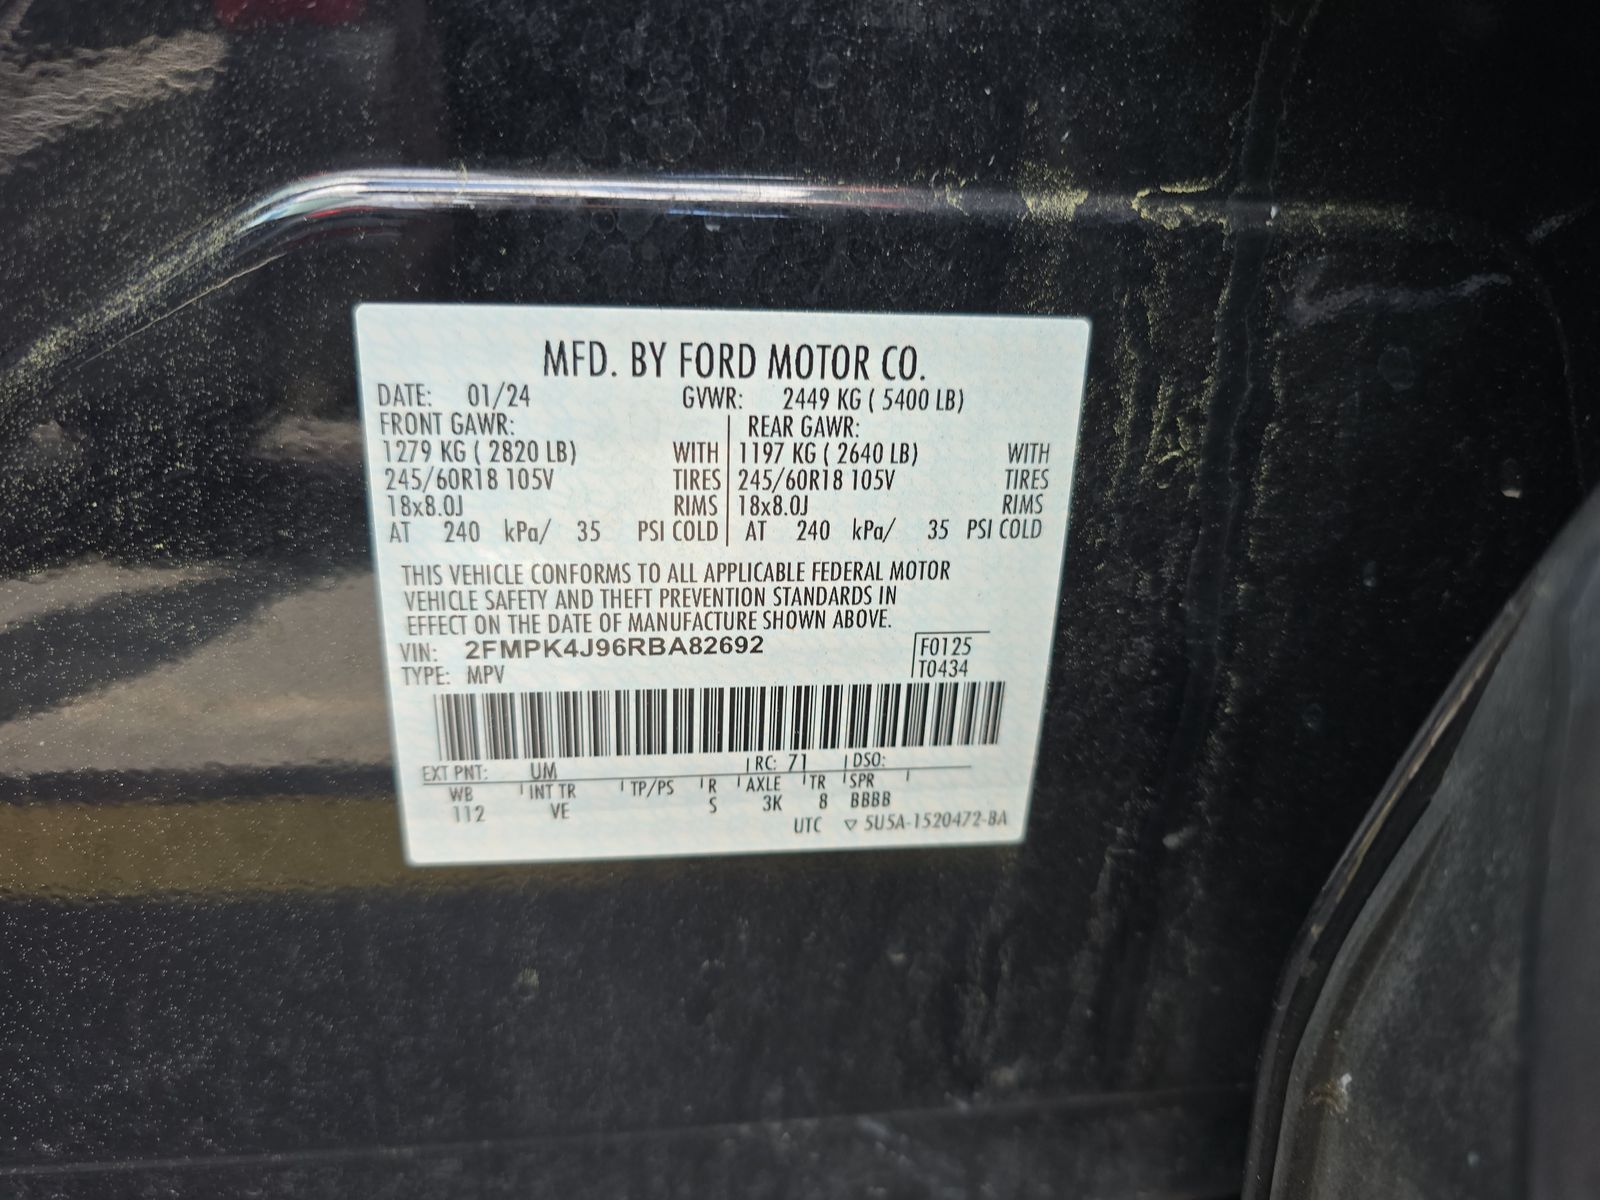 MFD. BY FORD MOTOR CO.
DATE: 01/24 GVWR: 2449 KG ( 5400 LB)
FRONT GAWR: REAR GAWR:
1279 KG ( 2820 LB) WITH 1197 KG ( 2640 LB) WITH
245/60R18 105V TIRES 245/60R18 105V TIRES
18x8.0J RIMS 18x8.0J RIMS
AT 240 kPa/ 35 PSI COLD AT 240 kPa/ 35 PSI COLD
THIS VEHICLE CONFORMS TO ALL APPLICABLE FEDERAL MOTOR
VEHICLE SAFETY AND THEFT PREVENTION STANDARDS IN
EFFECT ON THE DATE OF MANUFACTURE SHOWN ABOVE.
VIN: 2FMPK4J96RBA82692 F0125
TYPE: MPV T0434
EXT PNT: UM RC: 71 DSO:
WB INT TR TP/PS R AXLE TR SPR
112 VE S 3K 8 BBBB
UTC ▽ 5U5A-1520472-BA